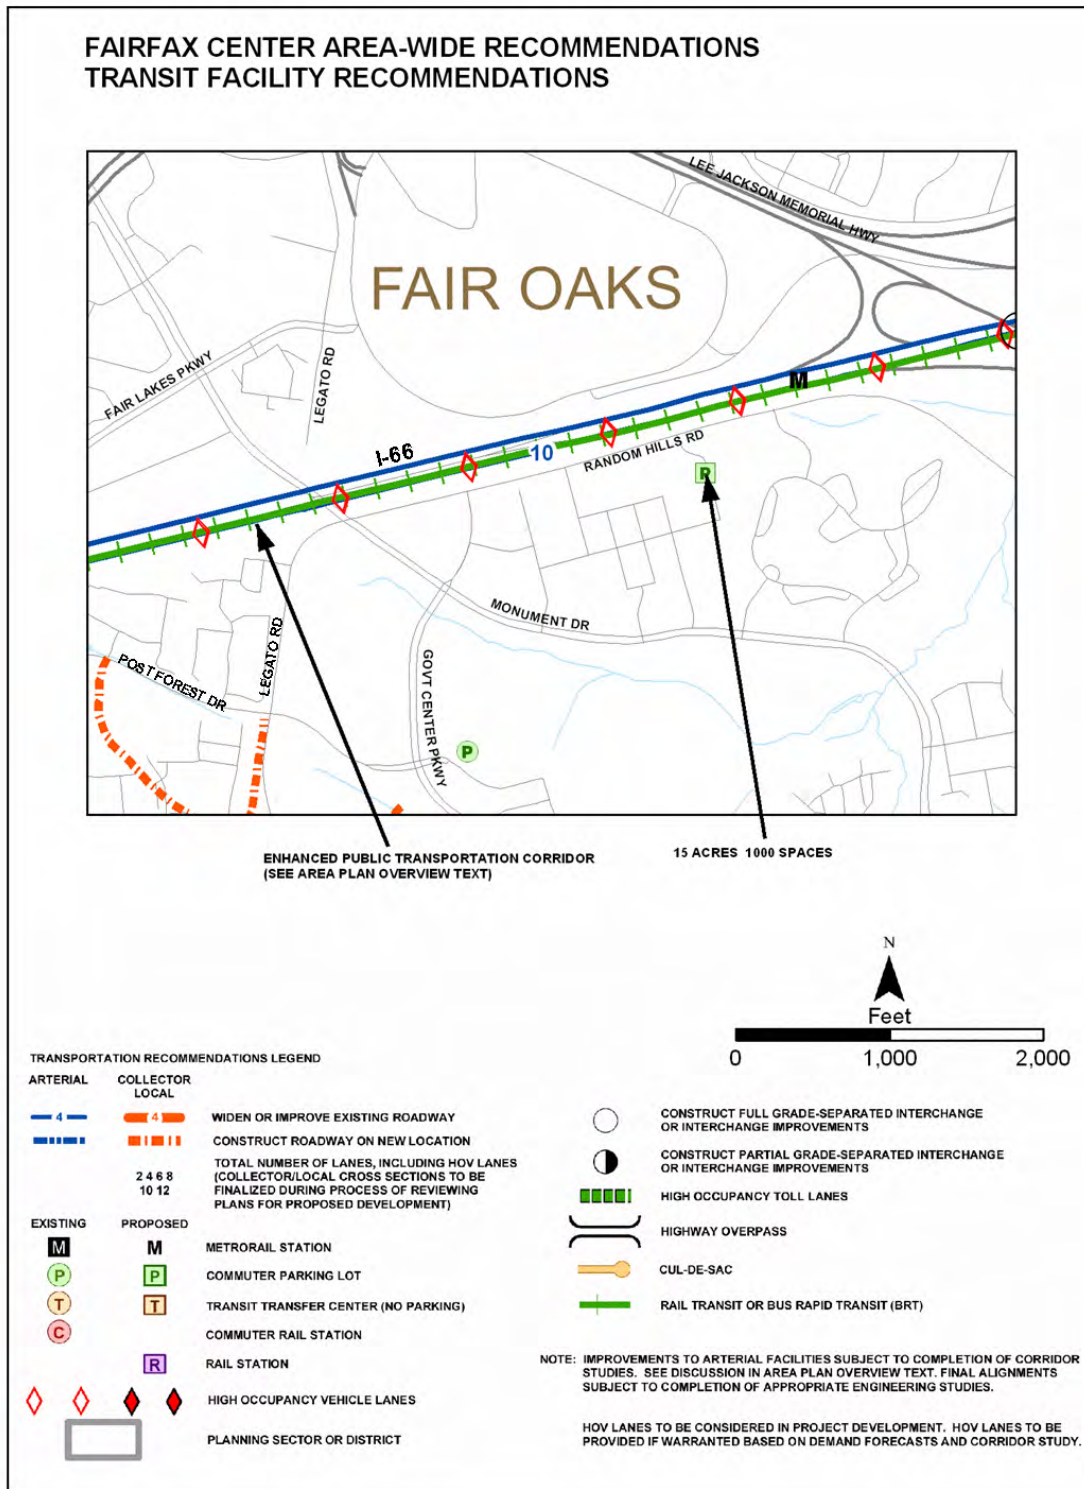 FAIRFAX CENTER AREA-WIDE RECOMMENDATIONS
TRANSIT FACILITY RECOMMENDATIONS
LEE JACKSON MEMORIAL HWY
FAIR OAKS
FAIR LAKES PKWY
LEGATO RD
M
I-66
10
RANDOM HILLS RD
P
MONUMENT DR
LEGATO RD
POST FOREST DR
GOVT CENTER PKWY
P
ENHANCED PUBLIC TRANSPORTATION CORRIDOR
(SEE AREA PLAN OVERVIEW TEXT)
15 ACRES 1000 SPACES
N
Feet
0 1,000 2,000
TRANSPORTATION RECOMMENDATIONS LEGEND
ARTERIAL COLLECTOR
LOCAL
4 4 WIDEN OR IMPROVE EXISTING ROADWAY
CONSTRUCT ROADWAY ON NEW LOCATION
2 4 6 8
10 12
TOTAL NUMBER OF LANES, INCLUDING HOV LANES
(COLLECTOR/LOCAL CROSS SECTIONS TO BE
FINALIZED DURING PROCESS OF REVIEWING
PLANS FOR PROPOSED DEVELOPMENT)
EXISTING PROPOSED
M M METRORAIL STATION
P P COMMUTER PARKING LOT
T T TRANSIT TRANSFER CENTER (NO PARKING)
C COMMUTER RAIL STATION
R RAIL STATION
HIGH OCCUPANCY VEHICLE LANES
PLANNING SECTOR OR DISTRICT
CONSTRUCT FULL GRADE-SEPARATED INTERCHANGE
OR INTERCHANGE IMPROVEMENTS
CONSTRUCT PARTIAL GRADE-SEPARATED INTERCHANGE
OR INTERCHANGE IMPROVEMENTS
HIGH OCCUPANCY TOLL LANES
HIGHWAY OVERPASS
CUL-DE-SAC
RAIL TRANSIT OR BUS RAPID TRANSIT (BRT)
NOTE: IMPROVEMENTS TO ARTERIAL FACILITIES SUBJECT TO COMPLETION OF CORRIDOR
STUDIES. SEE DISCUSSION IN AREA PLAN OVERVIEW TEXT. FINAL ALIGNMENTS
SUBJECT TO COMPLETION OF APPROPRIATE ENGINEERING STUDIES.
HOV LANES TO BE CONSIDERED IN PROJECT DEVELOPMENT. HOV LANES TO BE
PROVIDED IF WARRANTED BASED ON DEMAND FORECASTS AND CORRIDOR STUDY.